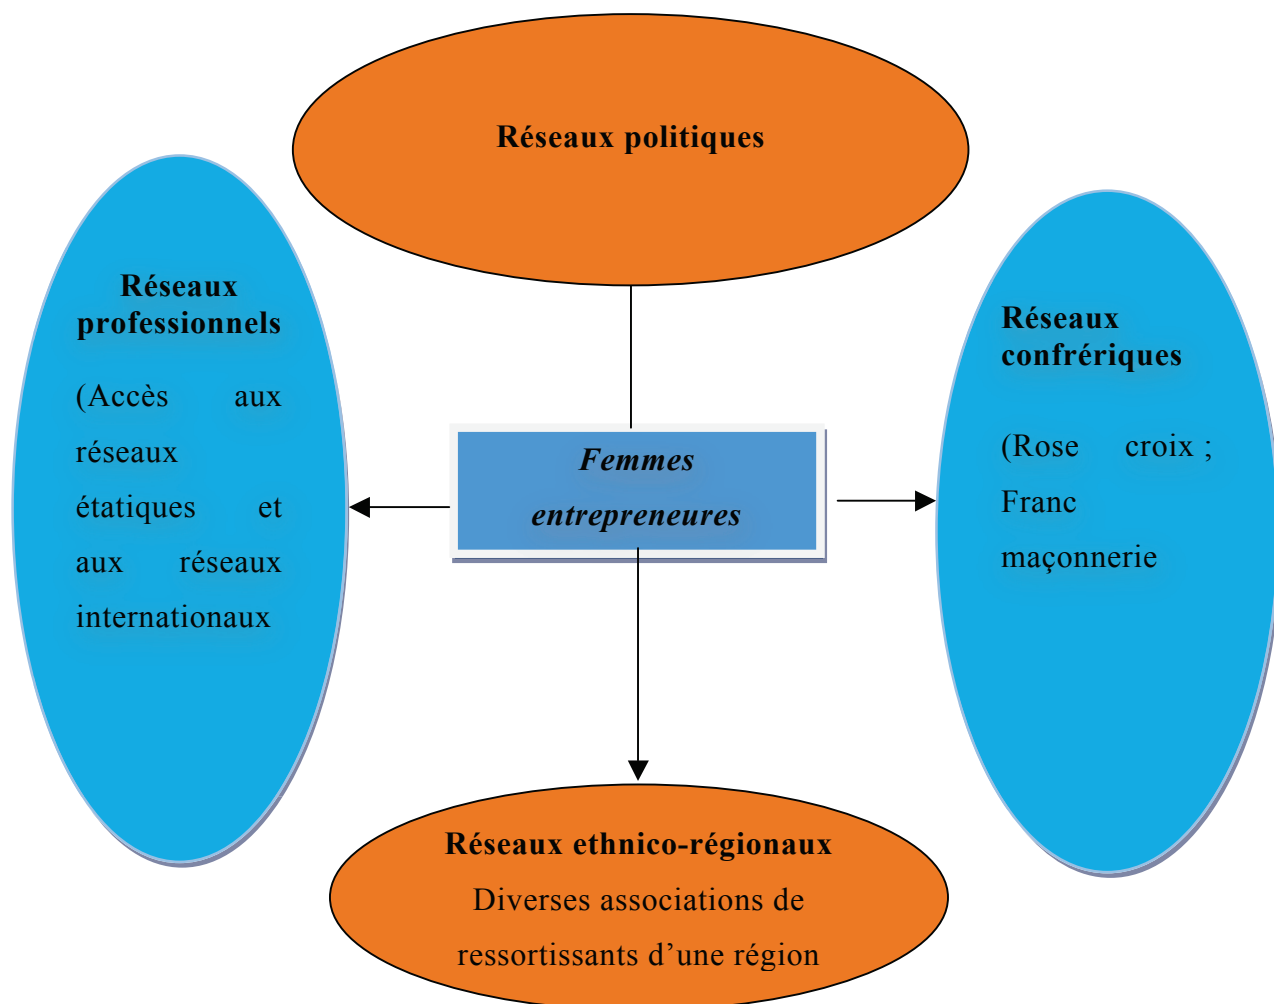 Réseaux politiques
Réseaux
professionnels
(Accès aux
réseaux
étatiques et
aux réseaux
internationaux
Femmes
entrepreneures
Réseaux
confrériques
(Rose croix ;
Franc
maçonnerie
Réseaux ethnico-régionaux
Diverses associations de
ressortissants d’une région